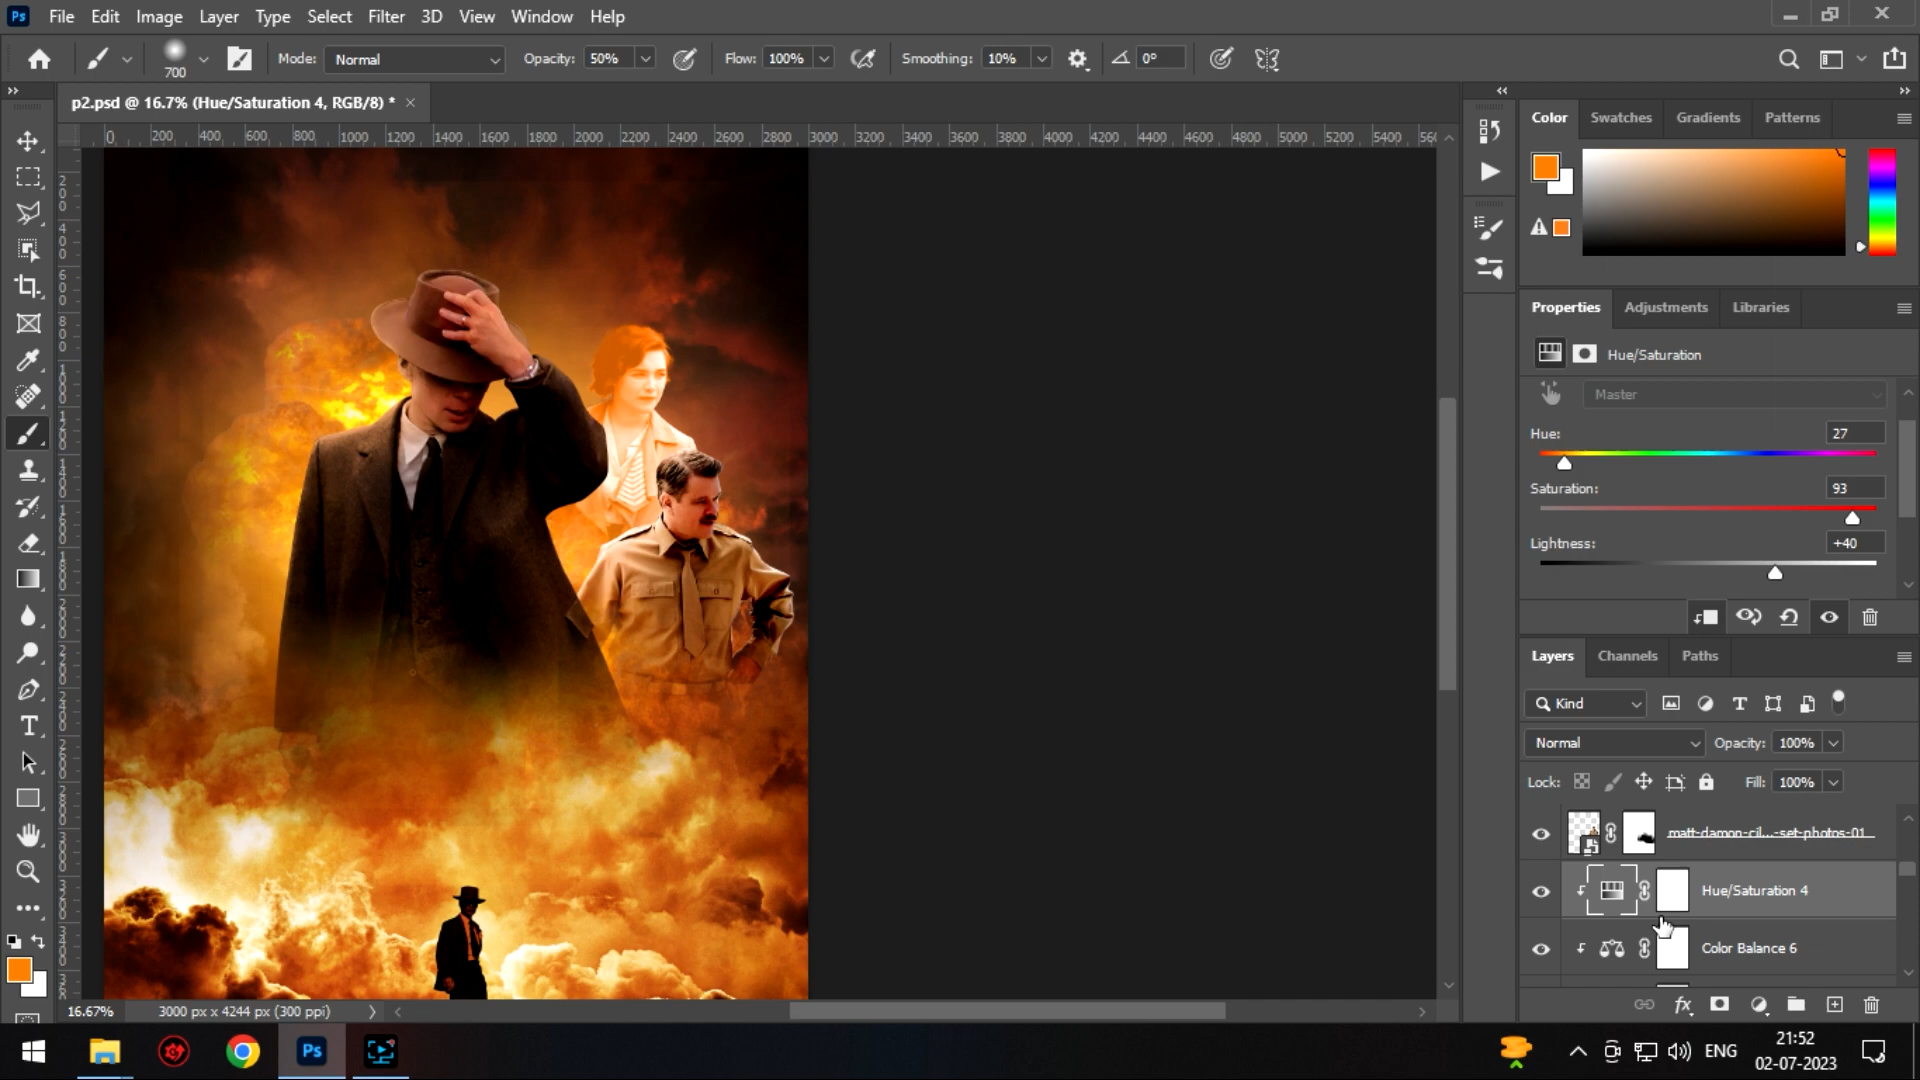 Ps File Edit Image Layer Type Select Filter 3D View Window Help
700 Mode: Normal Opacity: 50% Flow: 100% Smoothing: 10% 0°
p2.psd @ 16.7% (Hue/Saturation 4, RGB/8) *
0 200 400 600 800 1000 1200 1400 1600 1800 2000 2200 2400 2600 2800 3000 3200 3400 3600 3800 4000 4200 4400 4600 4800 5000 5200 5400
Color Swatches Gradients Patterns
Properties Adjustments Libraries
Hue/Saturation
Master
Hue: 27
Saturation: 93
Lightness: +40
Layers Channels Paths
Kind
Normal Opacity: 100%
Lock: Fill: 100%
matt-damon-cil...-set-photos-01
Hue/Saturation 4
Color Balance 6
16.67% 3000 px x 4244 px (300 ppi)
Ps ENG 21:52
02-07-2023